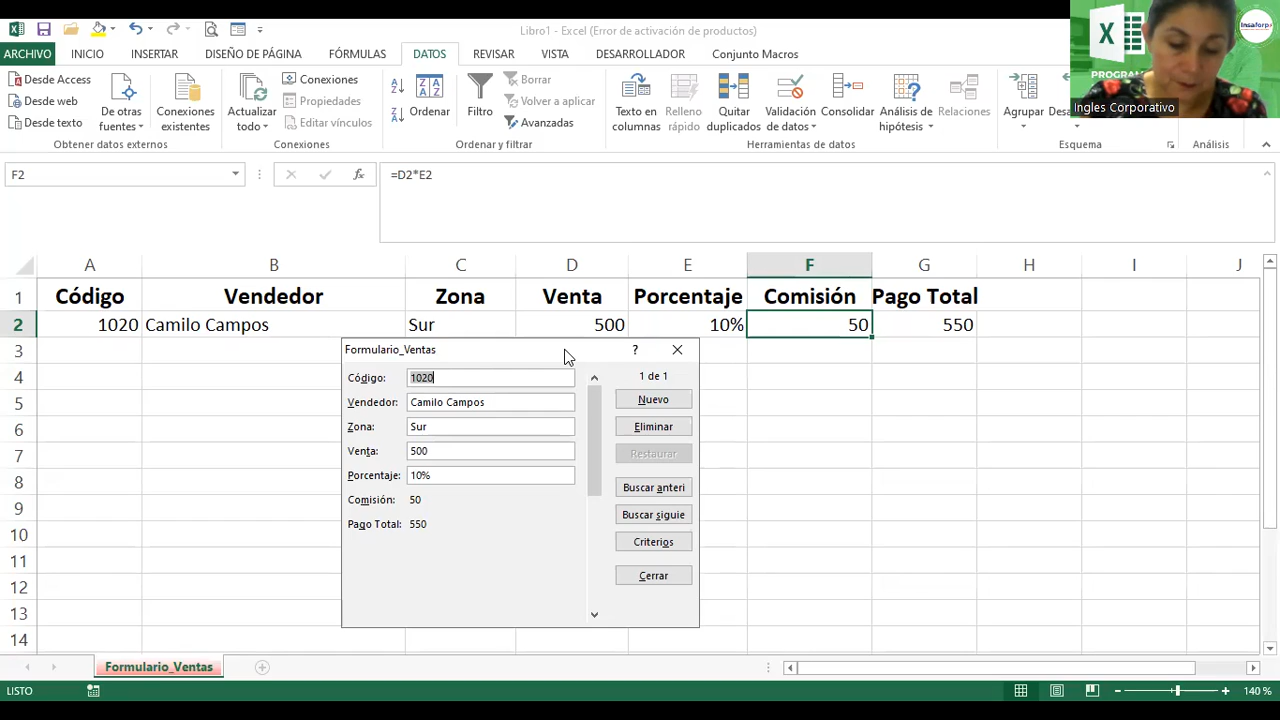 Libro1 - Excel (Error de activación de productos)
ARCHIVO INICIO INSERTAR DISEÑO DE PÁGINA FÓRMULAS DATOS REVISAR VISTA DESARROLLADOR Conjunto Macros
Desde Access
Desde web
Desde texto
De otras fuentes
Conexiones existentes
Obtener datos externos
Actualizar todo
Conexiones
Propiedades
Editar vínculos
Conexiones
Ordenar
Filtro
Borrar
Volver a aplicar
Avanzadas
Ordenar y filtrar
Texto en columnas
Relleno rápido
Quitar duplicados
Validación de datos
Consolidar
Análisis de hipótesis
Relaciones
Herramientas de datos
Agrupar
Esquema
Análisis
Insaforp
X
PROGRAM
Ingles Corporativo
F2 fx =D2*E2
A B C D E F G H I J
1 Código Vendedor Zona Venta Porcentaje Comisión Pago Total
2 1020 Camilo Campos Sur 500 10% 50 550
3
4
5
6
7
8
9
10
11
12
13
14
Formulario_Ventas ?
Código: 1020
Vendedor: Camilo Campos
Zona: Sur
Venta: 500
Porcentaje: 10%
Comisión: 50
Pago Total: 550
1 de 1
Nuevo
Eliminar
Restaurar
Buscar anteri
Buscar siguie
Criterios
Cerrar
Formulario_Ventas
LISTO 140 %